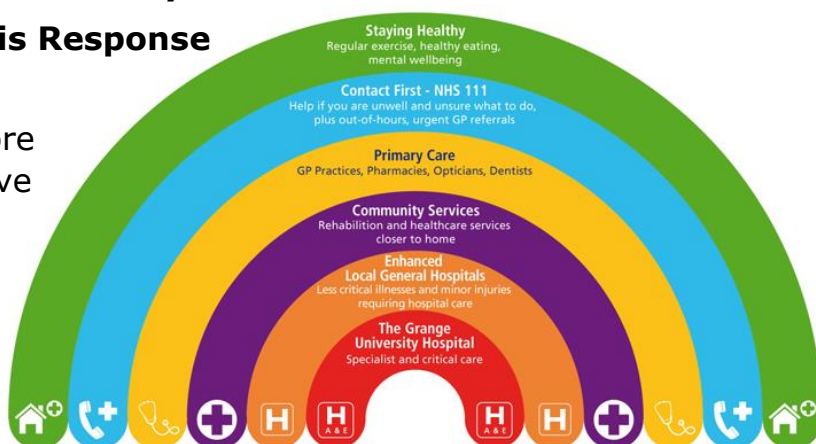 is Response
re
ve
Staying Healthy
Regular exercise, healthy eating,
mental wellbeing
Contact First - NHS 111
Help if you are unwell and unsure what to do,
plus out-of-hours, urgent GP referrals
Primary Care
GP Practices, Pharmacies, Opticians, Dentists
Community Services
Rehabilition and healthcare services
closer to home
Enhanced
Local General Hospitals
Less critical illnesses and minor injuries
requiring hospital care
The Grange
University Hospital
Specialist and critical care
H
H
A & E
H
A & E
H